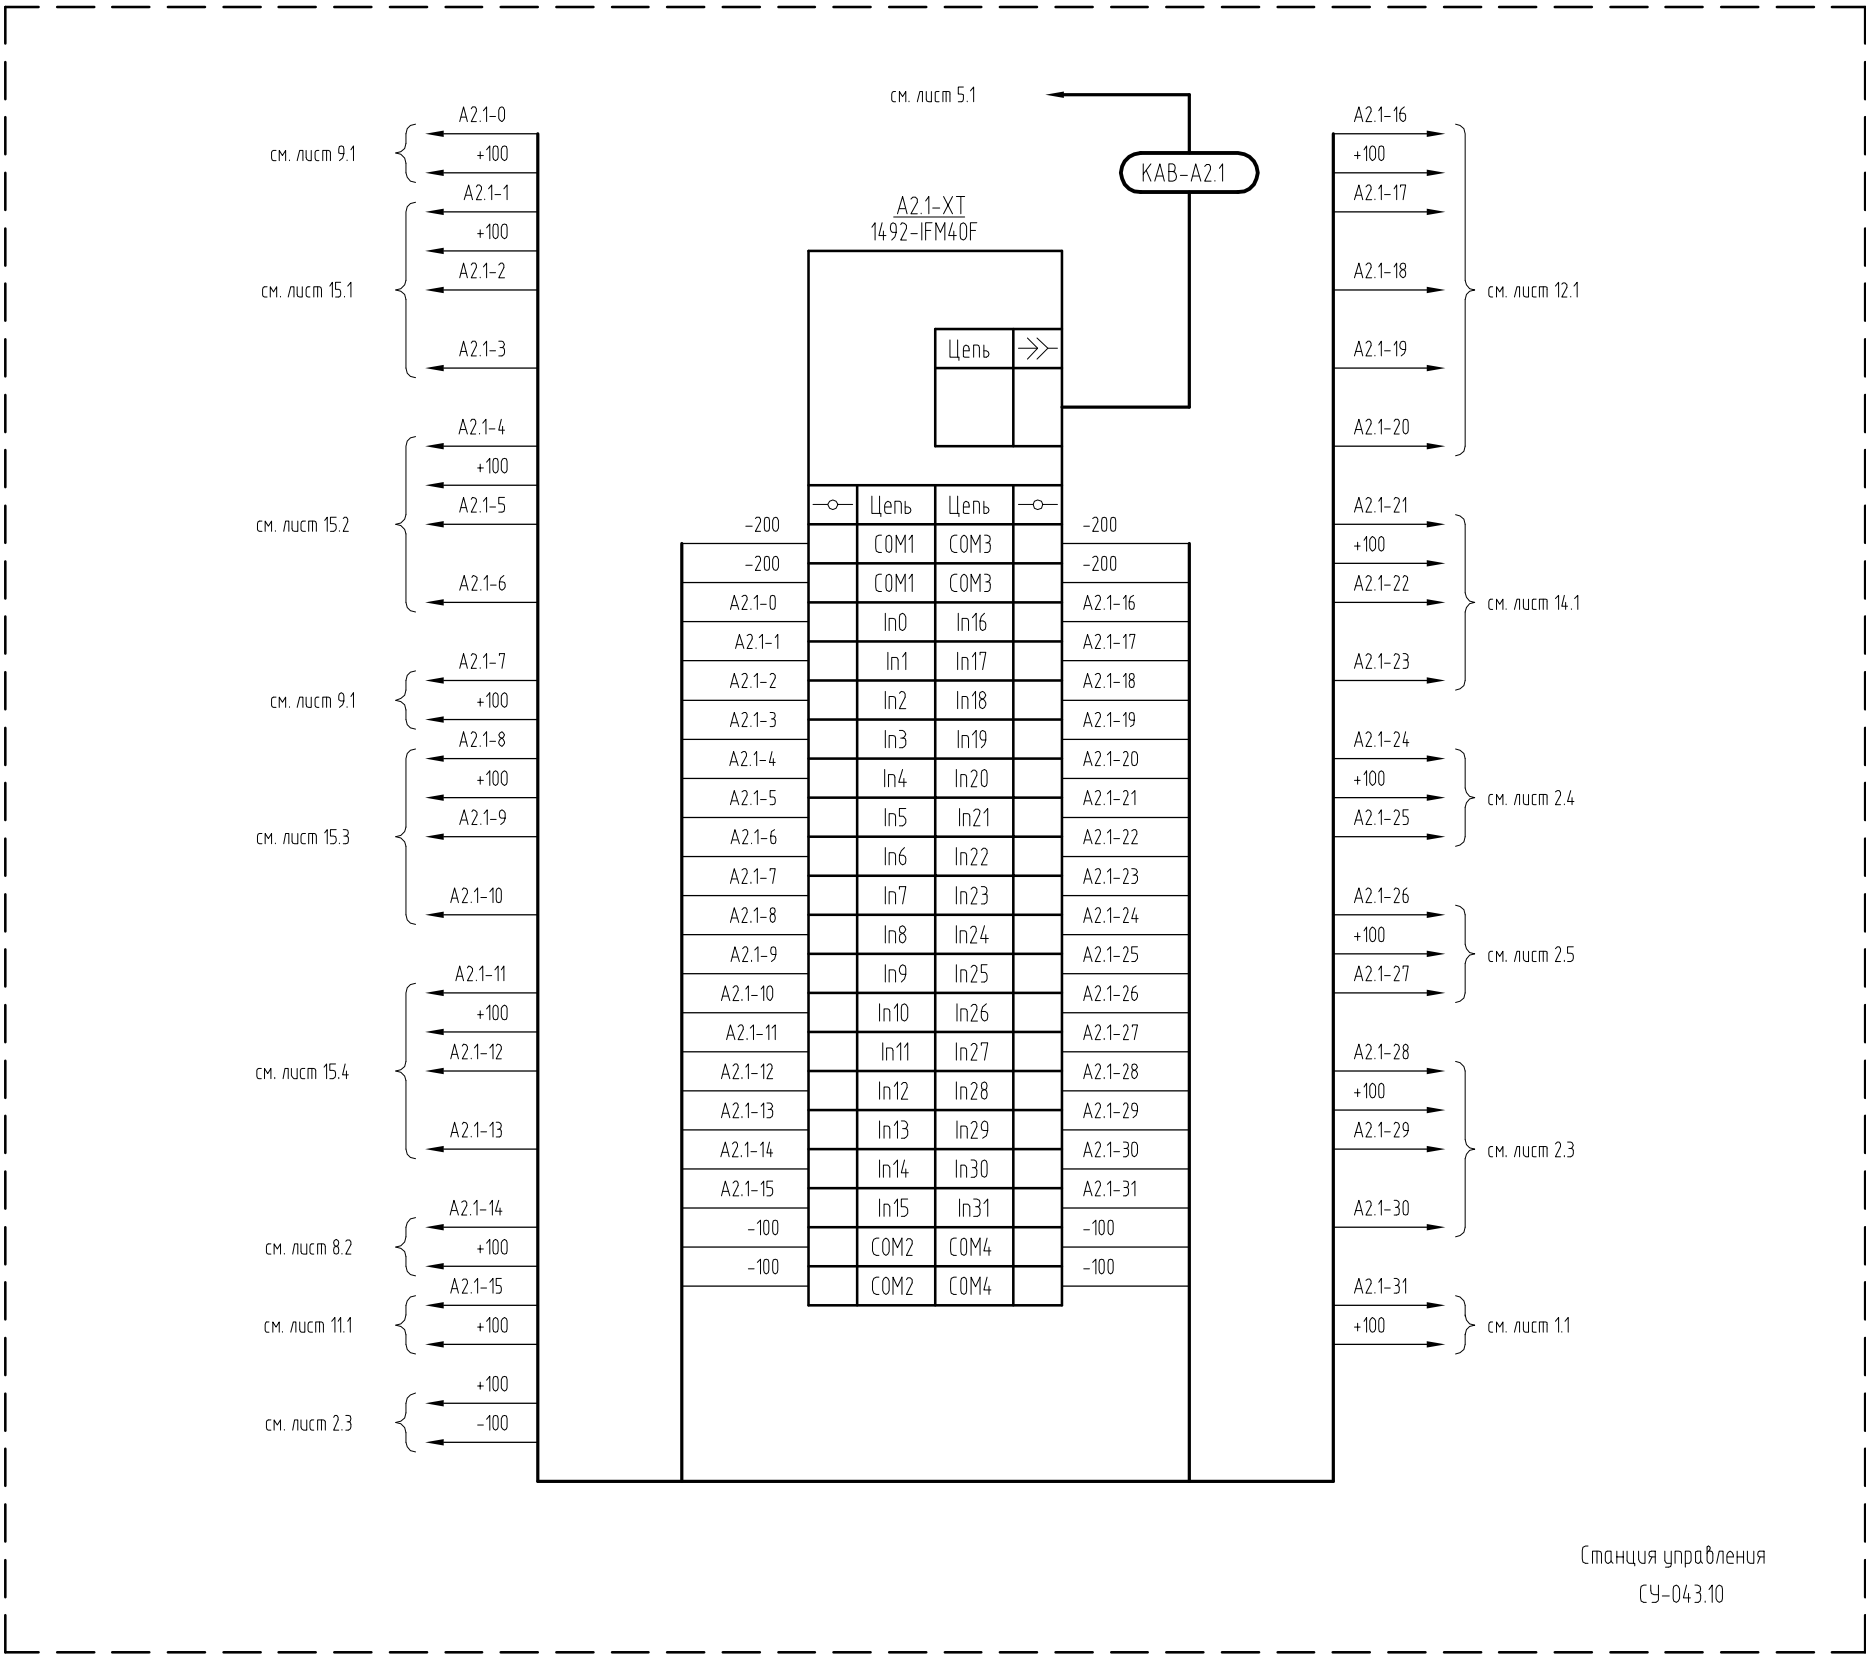 см. лист 5.1
КАВ-А2.1
А2.1-ХТ
1492-IFM40F
Цепь
А2.1-0
+100
см. лист 9.1
А2.1-1
+100
А2.1-2
см. лист 15.1
А2.1-3
А2.1-4
+100
А2.1-5
см. лист 15.2
А2.1-6
А2.1-7
+100
см. лист 9.1
А2.1-8
+100
А2.1-9
см. лист 15.3
А2.1-10
А2.1-11
+100
А2.1-12
см. лист 15.4
А2.1-13
А2.1-14
+100
см. лист 8.2
А2.1-15
+100
см. лист 11.1
+100
-100
см. лист 2.3
Цепь Цепь
-200 COM1 COM3 -200
-200 COM1 COM3 -200
А2.1-0 In0 In16 А2.1-16
А2.1-1 In1 In17 А2.1-17
А2.1-2 In2 In18 А2.1-18
А2.1-3 In3 In19 А2.1-19
А2.1-4 In4 In20 А2.1-20
А2.1-5 In5 In21 А2.1-21
А2.1-6 In6 In22 А2.1-22
А2.1-7 In7 In23 А2.1-23
А2.1-8 In8 In24 А2.1-24
А2.1-9 In9 In25 А2.1-25
А2.1-10 In10 In26 А2.1-26
А2.1-11 In11 In27 А2.1-27
А2.1-12 In12 In28 А2.1-28
А2.1-13 In13 In29 А2.1-29
А2.1-14 In14 In30 А2.1-30
А2.1-15 In15 In31 А2.1-31
-100 COM2 COM4 -100
-100 COM2 COM4 -100
А2.1-16
+100
А2.1-17
А2.1-18
см. лист 12.1
А2.1-19
А2.1-20
А2.1-21
+100
А2.1-22
см. лист 14.1
А2.1-23
А2.1-24
+100
см. лист 2.4
А2.1-25
А2.1-26
+100
см. лист 2.5
А2.1-27
А2.1-28
+100
А2.1-29
см. лист 2.3
А2.1-30
А2.1-31
+100
см. лист 1.1
Станция управления
СУ-043.10